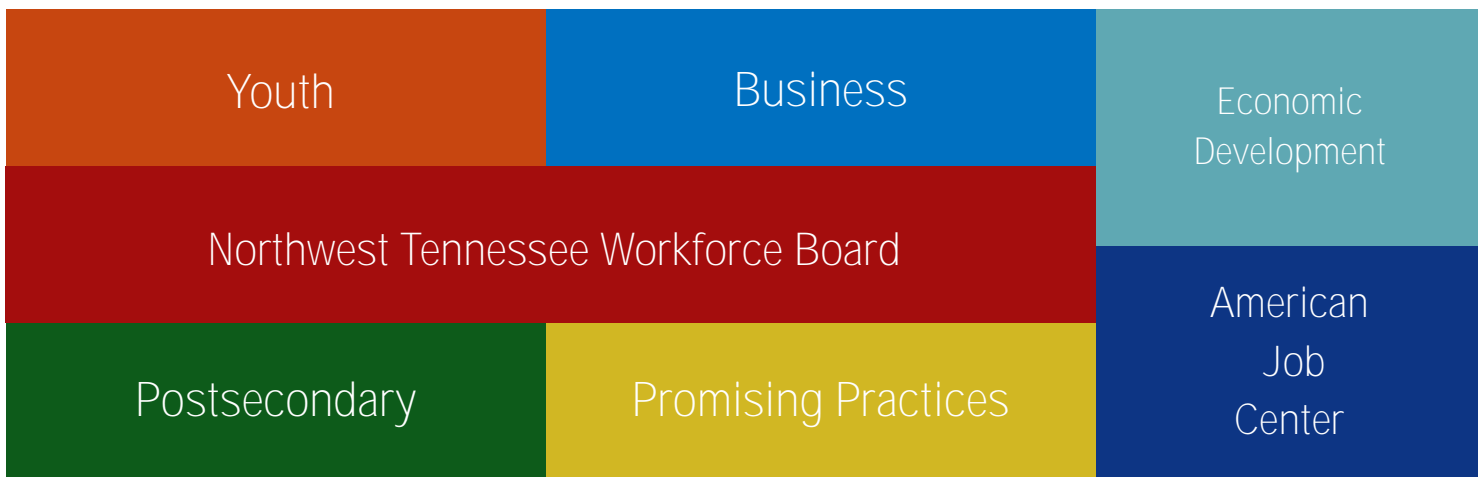 Youth
Business
Economic
Development
Northwest Tennessee Workforce Board
American
Job
Center
Postsecondary
Promising Practices